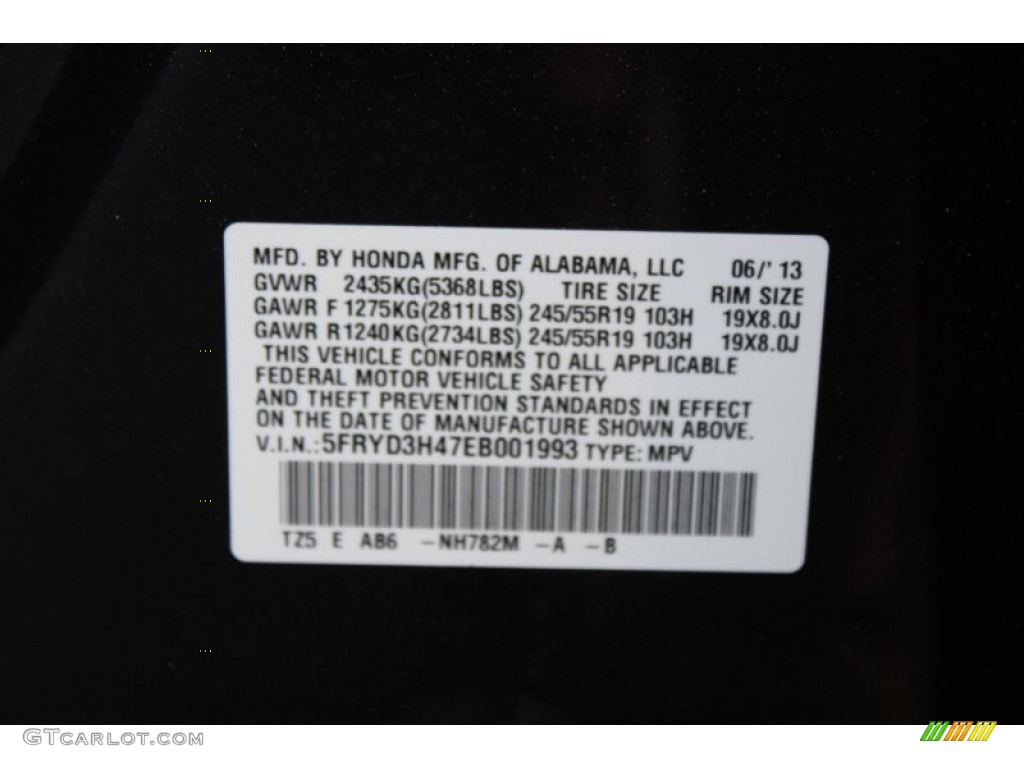 MFD. BY HONDA MFG. OF ALABAMA, LLC 06/' 13
GVWR 2435KG(5368LBS) TIRE SIZE RIM SIZE
GAWR F 1275KG(2811LBS) 245/55R19 103H 19X8.0J
GAWR R1240KG(2734LBS) 245/55R19 103H 19X8.0J
THIS VEHICLE CONFORMS TO ALL APPLICABLE
FEDERAL MOTOR VEHICLE SAFETY
AND THEFT PREVENTION STANDARDS IN EFFECT
ON THE DATE OF MANUFACTURE SHOWN ABOVE.
V.I.N.:5FRYD3H47EB001993 TYPE: MPV
TZ5 E AB6 -NH782M -A -B
GTCARLOT.COM